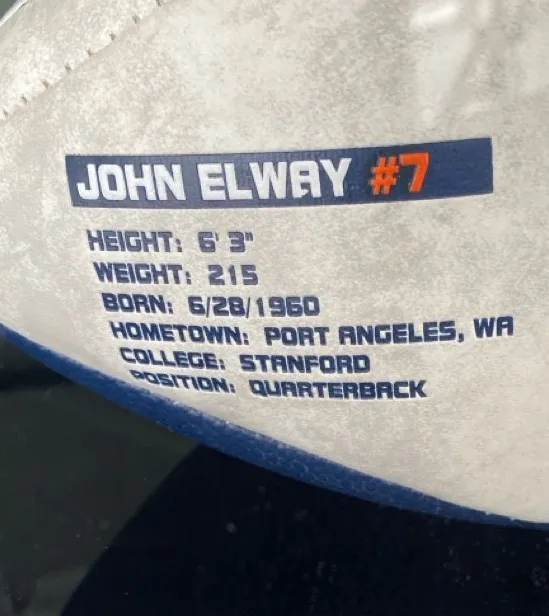 JOHN ELWAY #7
HEIGHT: 6' 3"
WEIGHT: 215
BORN: 6/28/1960
HOMETOWN: PORT ANGELES, WA
COLLEGE: STANFORD
POSITION: QUARTERBACK